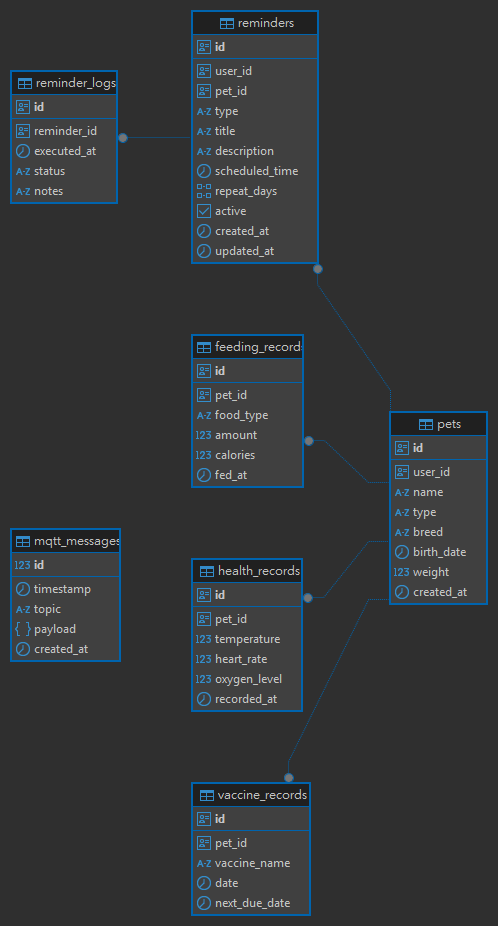 reminders
id
user_id
pet_id
A-Z type
A-Z title
A-Z description
scheduled_time
repeat_days
active
created_at
updated_at
reminder_logs
id
reminder_id
executed_at
A-Z status
A-Z notes
feeding_record
id
pet_id
A-Z food_type
123 amount
123 calories
fed_at
pets
id
user_id
A-Z name
A-Z type
A-Z breed
birth_date
123 weight
created_at
mqtt_messages
123 id
timestamp
A-Z topic
{ } payload
created_at
health_records
id
pet_id
123 temperature
123 heart_rate
123 oxygen_level
recorded_at
vaccine_records
id
pet_id
A-Z vaccine_name
date
next_due_date